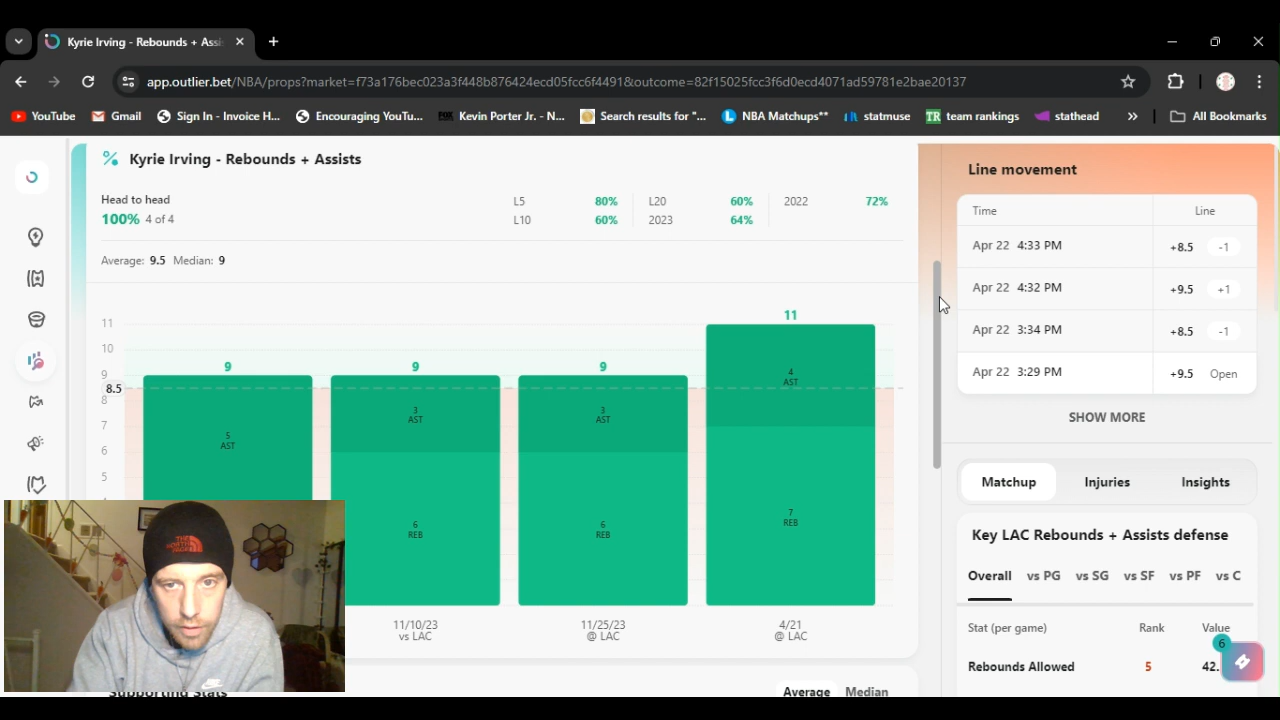 Kyrie Irving - Rebounds + Assi
app.outlier.bet/NBA/props?market=f73a176bec023a3f448b876424ecd05fcc6f4491&outcome=82f15025fcc3f6d0ecd4071ad59781e2bae20137
YouTube Gmail Sign In - Invoice H... Encouraging YouTu... FOX Kevin Porter Jr. - N... Search results for "... NBA Matchups** statmuse TR team rankings stathead » All Bookmarks
Kyrie Irving - Rebounds + Assists
Head to head
100% 4 of 4
L5 80% L20 60% 2022 72%
L10 60% 2023 64%
Average: 9.5 Median: 9
11
10
9
8.5
8
7
6
5
9
5
AST
9
3
AST
6
REB
9
3
AST
6
REB
11
4
AST
7
REB
11/10/23
vs LAC
11/25/23
@ LAC
4/21
@ LAC
Supporting Stats
Average Median
THE
NORTH
FACE
Line movement
Time Line
Apr 22 4:33 PM +8.5 -1
Apr 22 4:32 PM +9.5 +1
Apr 22 3:34 PM +8.5 -1
Apr 22 3:29 PM +9.5 Open
SHOW MORE
Matchup Injuries Insights
Key LAC Rebounds + Assists defense
Overall vs PG vs SG vs SF vs PF vs C
Stat (per game) Rank Value
6
Rebounds Allowed 5 42.